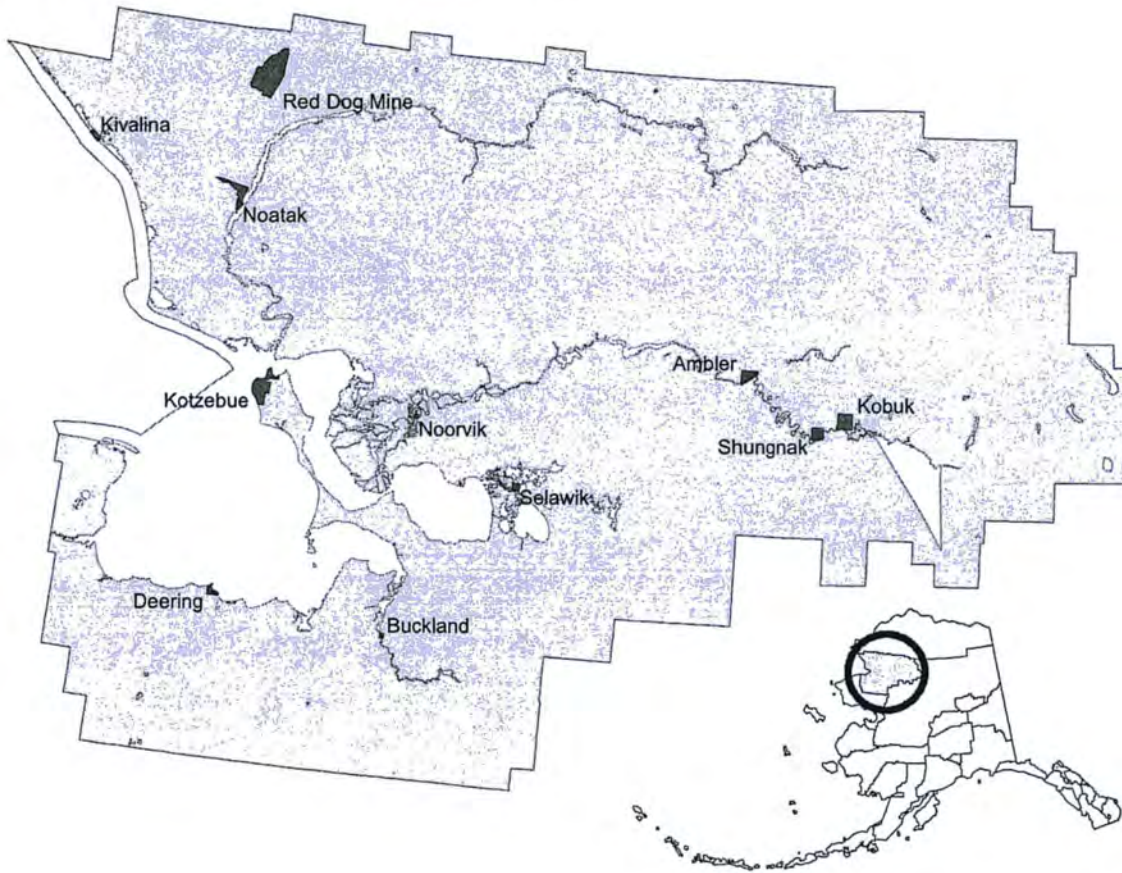 Red Dog Mine
Kivalina
Noatak
Ambler
Kotzebue
Kobuk
Noorvik
Shungnak
Selawik
Deering
Buckland